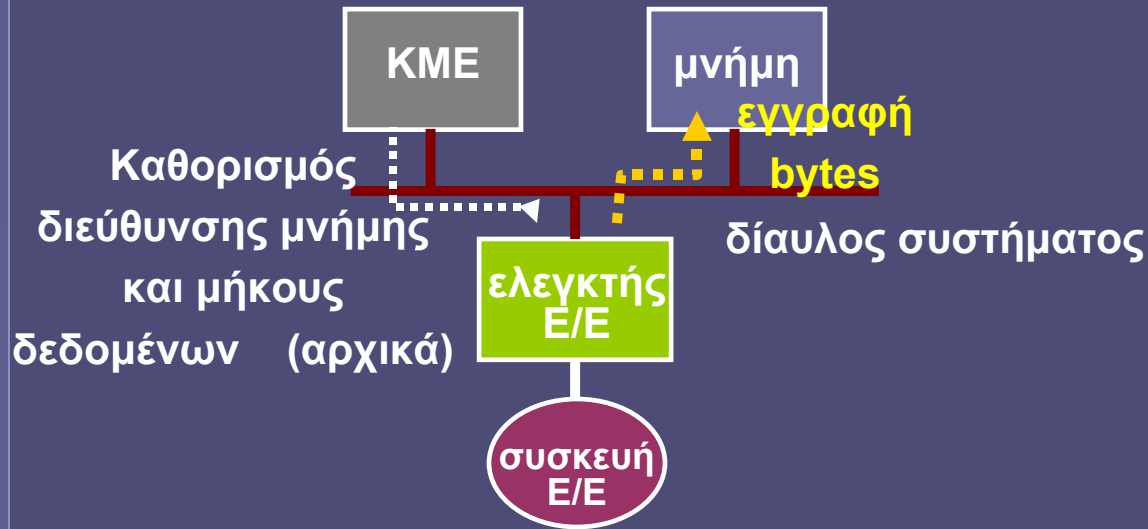 ΚΜΕ
μνήμη
εγγραφή
bytes
Καθορισμός
διεύθυνσης μνήμης
και μήκους
δεδομένων (αρχικά)
δίαυλος συστήματος
ελεγκτής
Ε/Ε
συσκευή
Ε/Ε